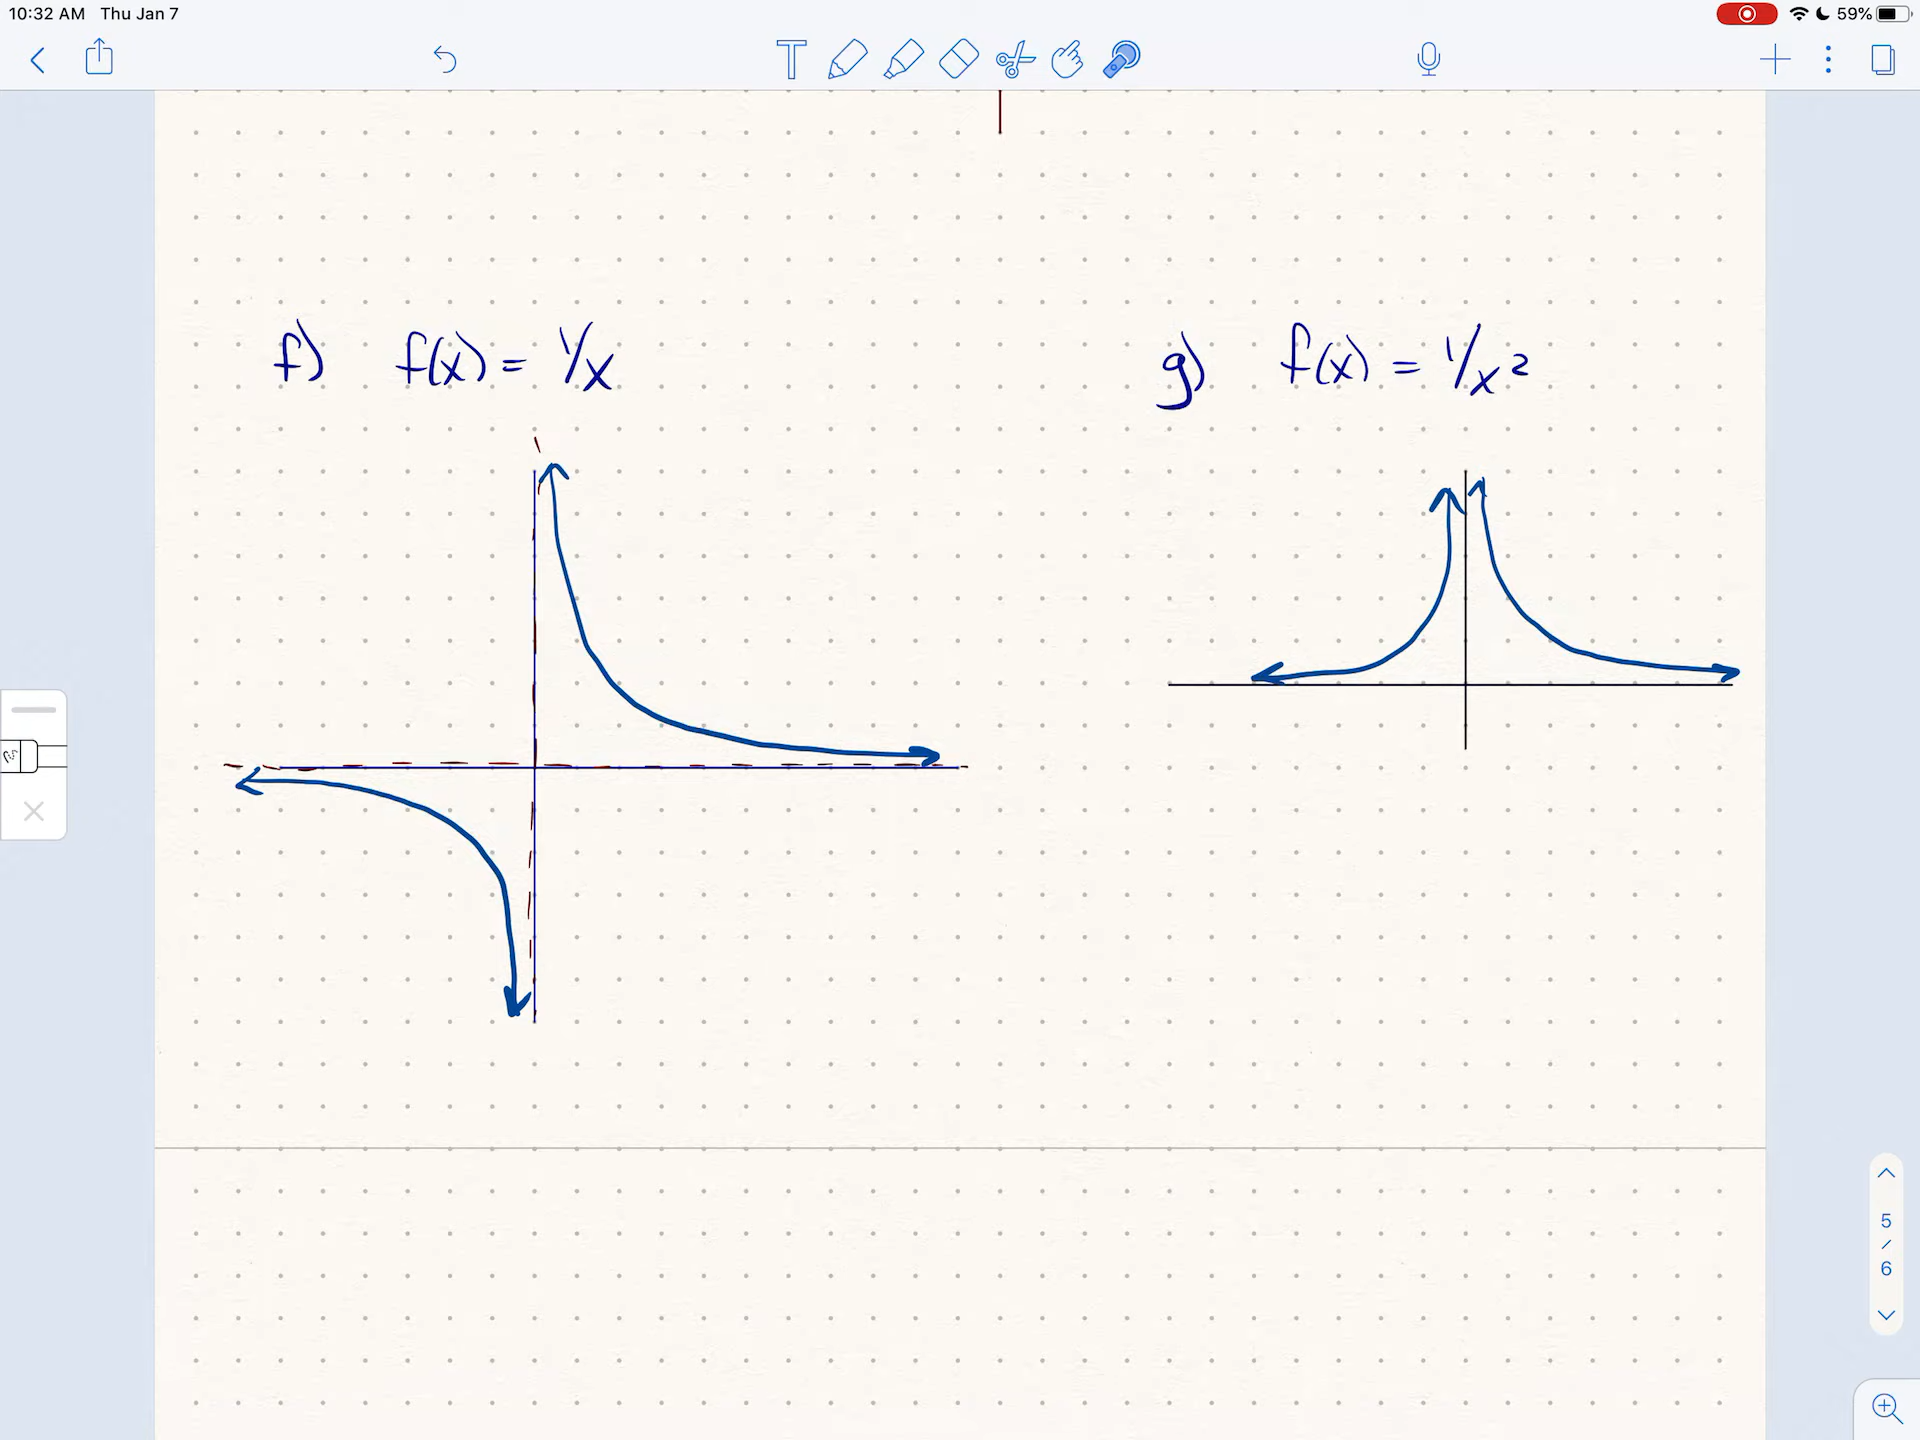 10:32 AM Thu Jan 7
59%
T
f) f(x) = 1/x
g) f(x) = 1/x²
5
/
6